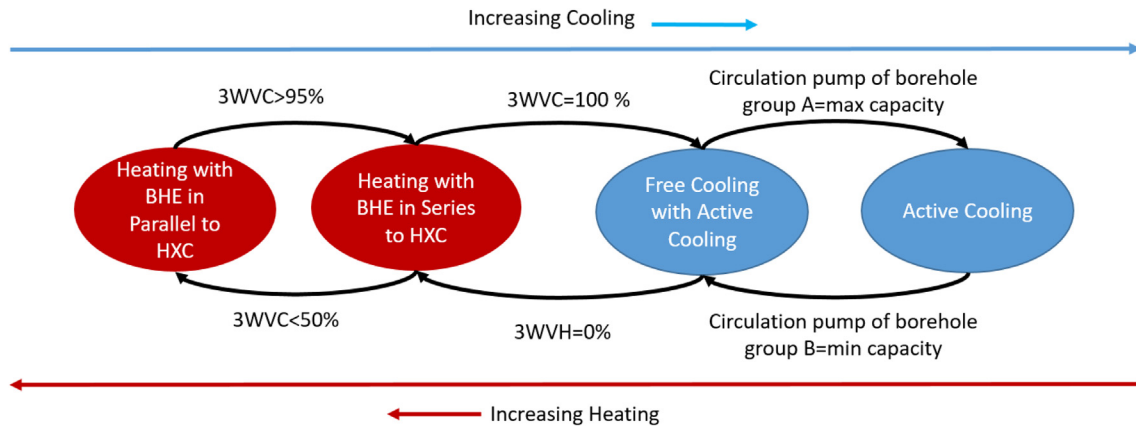 Increasing Cooling
3WVC>95%
3WVC=100 %
Circulation pump of borehole
group A=max capacity
Heating with
BHE in
Parallel to
HXC
Heating with
BHE in Series
to HXC
Free Cooling
with Active
Cooling
Active Cooling
3WVC<50%
3WVH=0%
Circulation pump of borehole
group B=min capacity
Increasing Heating